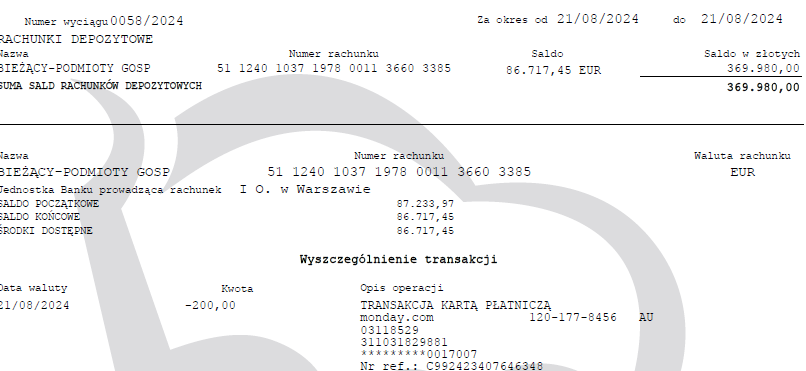 Numer wyciągu 0058/2024 Za okres od 21/08/2024 do 21/08/2024
RACHUNKI DEPOZYTOWE
Nazwa Numer rachunku Saldo Saldo w złotych
BIEŻĄCY-PODMIOTY GOSP 51 1240 1037 1978 0011 3660 3385 86.717,45 EUR 369.980,00
SUMA SALD RACHUNKÓW DEPOZYTOWYCH 369.980,00
Nazwa Numer rachunku Waluta rachunku
BIEŻĄCY-PODMIOTY GOSP 51 1240 1037 1978 0011 3660 3385 EUR
Jednostka Banku prowadząca rachunek I O. w Warszawie
SALDO POCZĄTKOWE 87.233,97
SALDO KOŃCOWE 86.717,45
ŚRODKI DOSTĘPNE 86.717,45
Wyszczególnienie transakcji
Data waluty Kwota Opis operacji
21/08/2024 -200,00 TRANSAKCJA KARTĄ PŁATNICZĄ
monday.com 120-177-8456 AU
03118529
311031829881
*********0017007
Nr ref.: C992423407646348